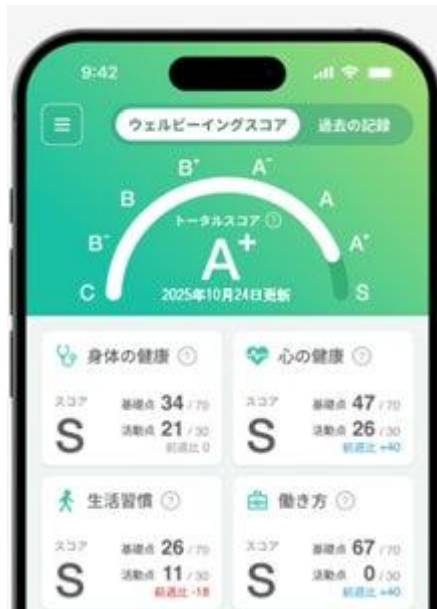 9:42
ウェルビーイングスコア 過去の記録
B⁺ A⁻
B A
B⁻ A⁺
C S
トータルスコア ?
A⁺
2025年10月24日更新
身体の健康 ?
スコア 基礎点 34 / 70
S 活動点 21 / 30
前週比 0
心の健康 ?
スコア 基礎点 47 / 70
S 活動点 26 / 30
前週比 +40
生活習慣 ?
スコア 基礎点 26 / 70
S 活動点 11 / 30
前週比 -18
働き方 ?
スコア 基礎点 67 / 70
S 活動点 0 / 30
前週比 +40